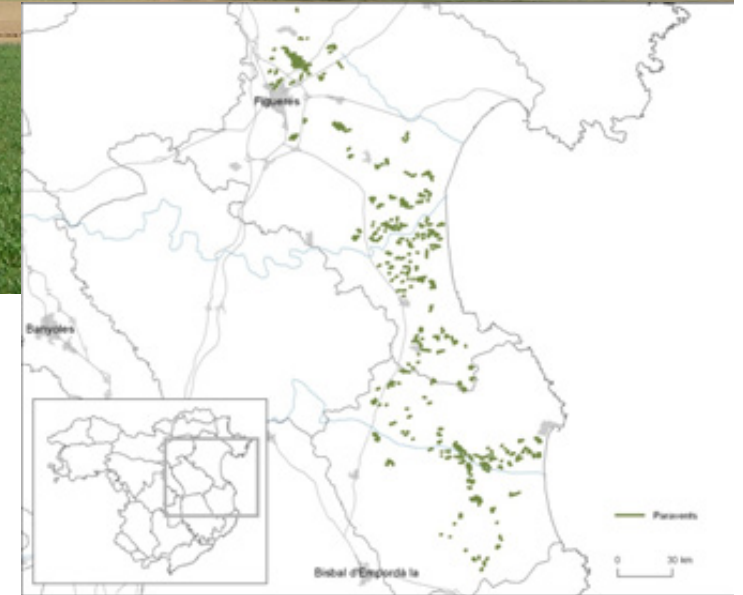 Figueres
Banyoles
Paravents
0 30 km
Bisbal d'Empordà la